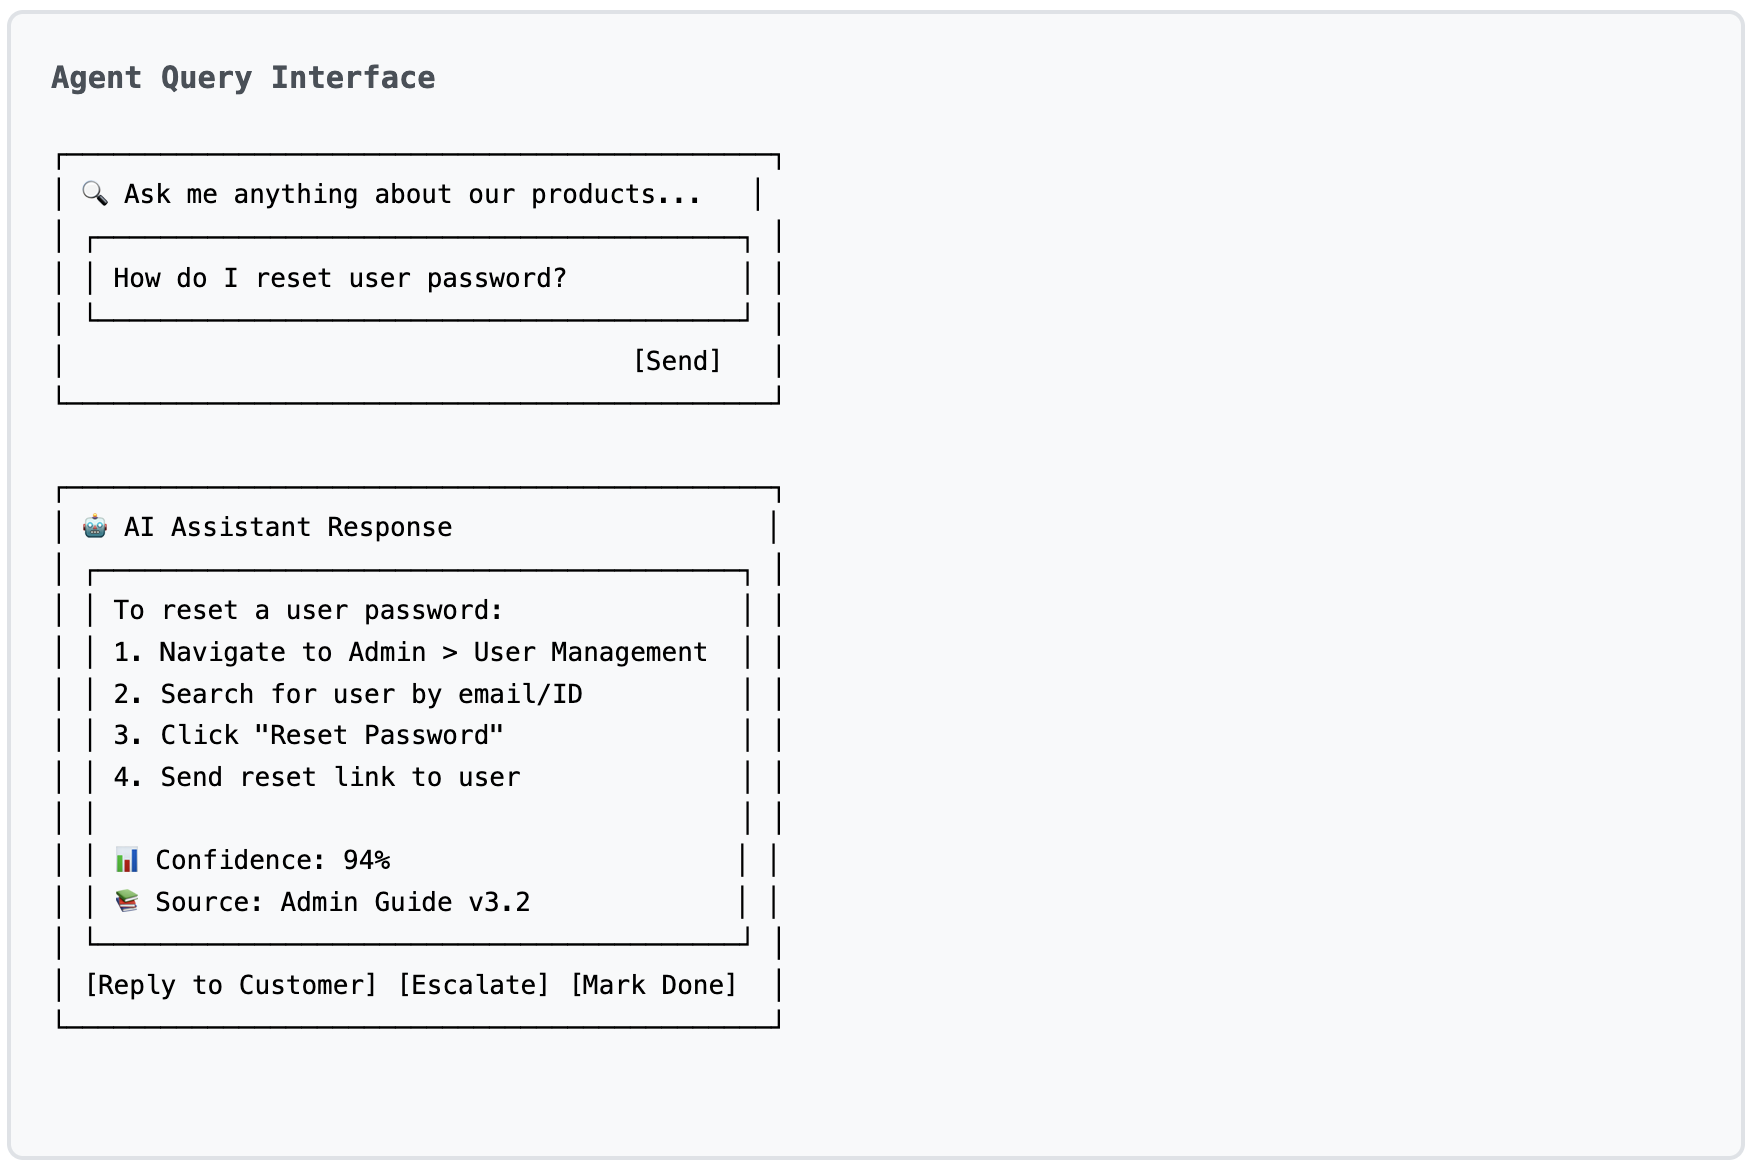 Agent Query Interface
🔍 Ask me anything about our products...
How do I reset user password?
[Send]
🤖 AI Assistant Response
To reset a user password:
1. Navigate to Admin > User Management
2. Search for user by email/ID
3. Click "Reset Password"
4. Send reset link to user
📊 Confidence: 94%
📚 Source: Admin Guide v3.2
[Reply to Customer] [Escalate] [Mark Done]